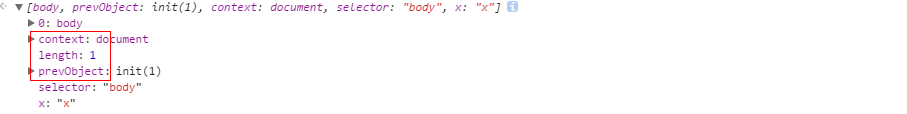 [body, prevObject: init(1), context: document, selector: "body", x: "x"]
0: body
context: document
length: 1
prevObject: init(1)
selector: "body"
x: "x"